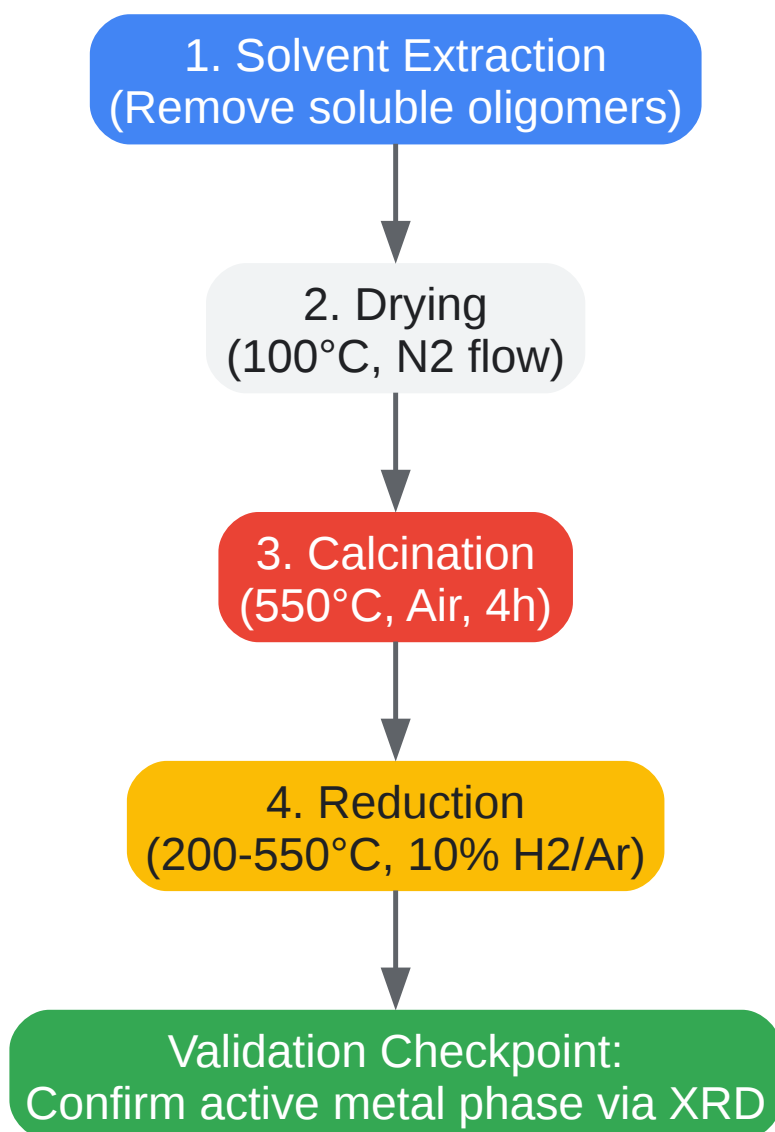 1. Solvent Extraction
(Remove soluble oligomers)
2. Drying
(100°C, N2 flow)
3. Calcination
(550°C, Air, 4h)
4. Reduction
(200-550°C, 10% H2/Ar)
Validation Checkpoint:
Confirm active metal phase via XRD